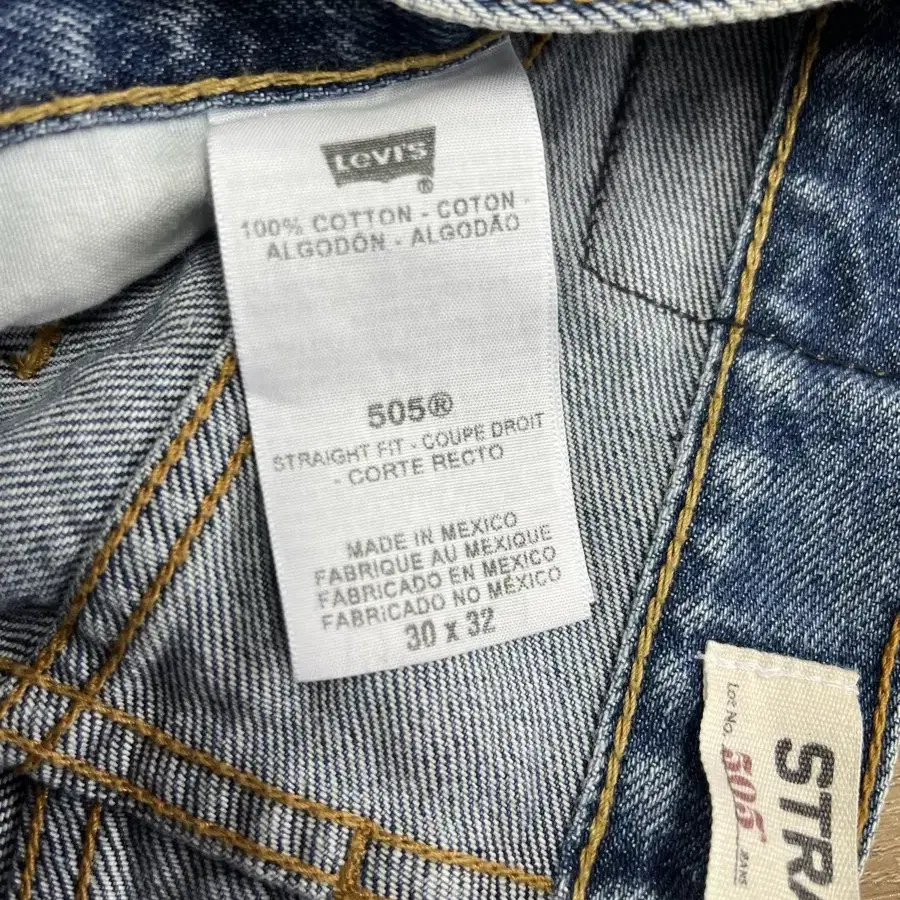 Levi's
®
100% COTTON - COTON -
ALGODÓN - ALGODÃO
505®
STRAIGHT FIT - COUPE DROIT
- CORTE RECTO
MADE IN MEXICO
FABRIQUE AU MEXIQUE
FABRICADO EN MEXICO
FABRICADO NO MÉXICO
30 x 32
Lot No. 505 JEANS
STRA